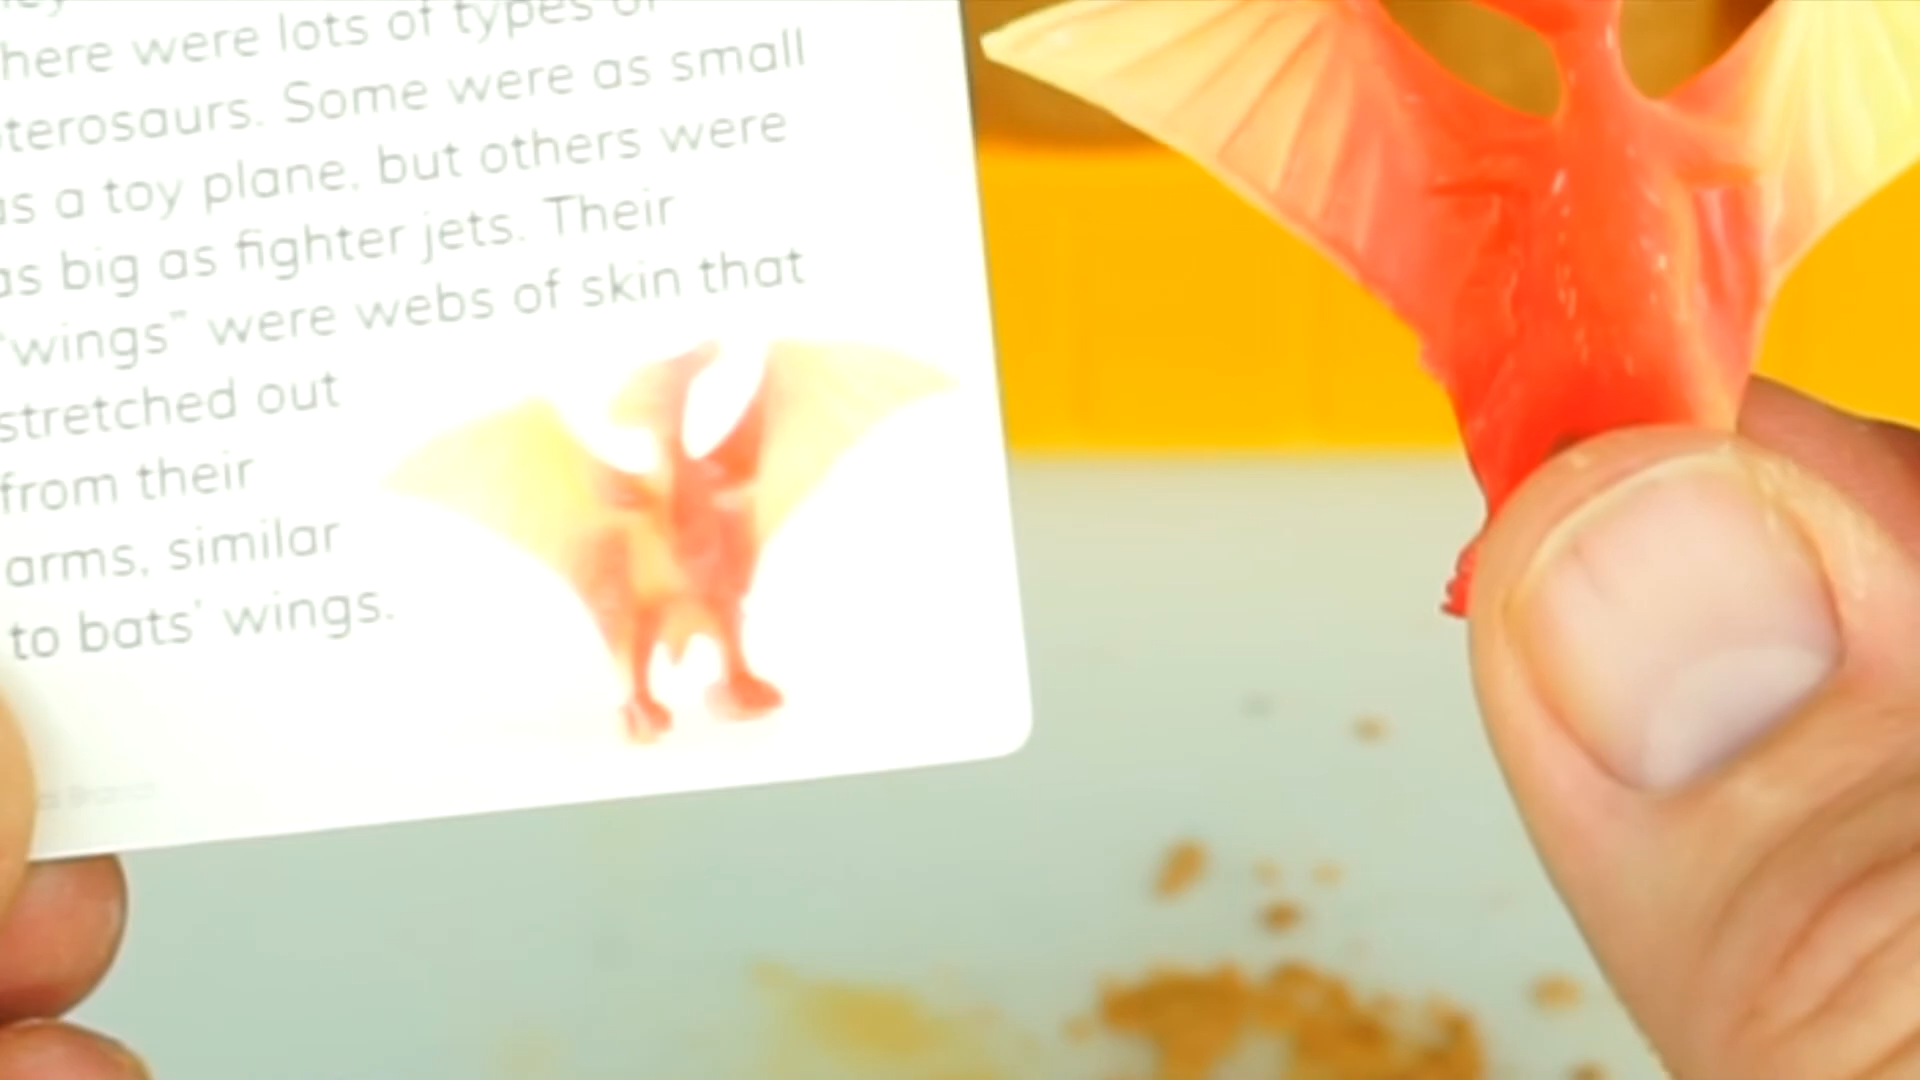 here were lots of types of
terosaurs. Some were as small
as a toy plane, but others were
as big as fighter jets. Their
"wings" were webs of skin that
stretched out
from their
arms, similar
to bats' wings.